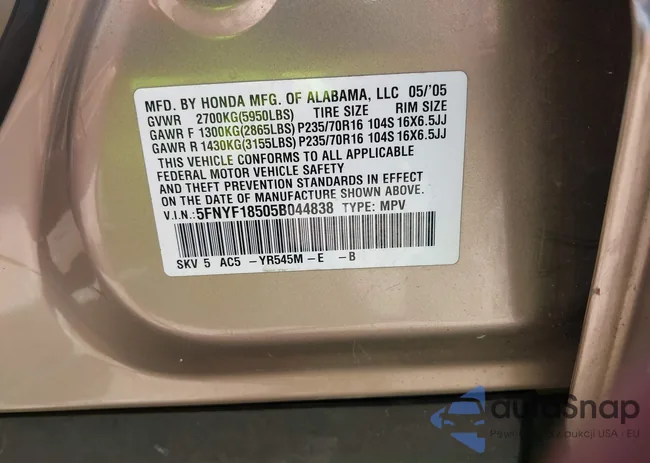 MFD. BY HONDA MFG. OF ALABAMA, LLC 05/'05
GVWR 2700KG(5950LBS) TIRE SIZE RIM SIZE
GAWR F 1300KG(2865LBS) P235/70R16 104S 16X6.5JJ
GAWR R 1430KG(3155LBS) P235/70R16 104S 16X6.5JJ
THIS VEHICLE CONFORMS TO ALL APPLICABLE
FEDERAL MOTOR VEHICLE SAFETY
AND THEFT PREVENTION STANDARDS IN EFFECT
ON THE DATE OF MANUFACTURE SHOWN ABOVE.
V.I.N.:5FNYF18505B044838 TYPE: MPV
SKV 5 AC5 -YR545M-E -B
autoSnap
aukcji USA - EU